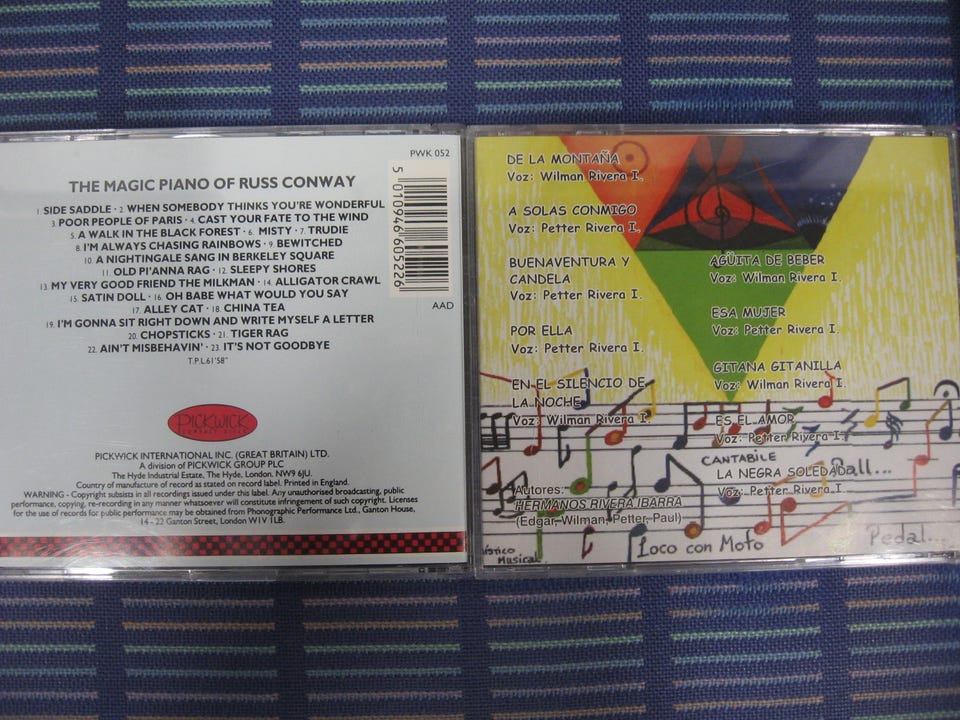 PWK 052
THE MAGIC PIANO OF RUSS CONWAY
1. SIDE SADDLE · 2. WHEN SOMEBODY THINKS YOU'RE WONDERFUL
3. POOR PEOPLE OF PARIS · 4. CAST YOUR FATE TO THE WIND
5. A WALK IN THE BLACK FOREST · 6. MISTY · 7. TRUDIE
8. I'M ALWAYS CHASING RAINBOWS · 9. BEWITCHED
10. A NIGHTINGALE SANG IN BERKELEY SQUARE
11. OLD PI'ANNA RAG · 12. SLEEPY SHORES
13. MY VERY GOOD FRIEND THE MILKMAN · 14. ALLIGATOR CRAWL
15. SATIN DOLL · 16. OH BABE WHAT WOULD YOU SAY
17. ALLEY CAT · 18. CHINA TEA
19. I'M GONNA SIT RIGHT DOWN AND WRITE MYSELF A LETTER
20. CHOPSTICKS · 21. TIGER RAG
22. AIN'T MISBEHAVIN' · 23. IT'S NOT GOODBYE
T.P.L.61'58"
5 010946 605226
AAD
PICKWICK
COMPACT DISCS
PICKWICK INTERNATIONAL INC. (GREAT BRITAIN) LTD.
A division of PICKWICK GROUP PLC
The Hyde Industrial Estate, The Hyde, London. NW9 6JU.
Country of manufacture of record as stated on record label. Printed in England.
WARNING - Copyright subsists in all recordings issued under this label. Any unauthorised broadcasting, public
performance, copying, re-recording in any manner whatsoever will constitute infringement of such copyright. Licenses
for the use of records for public performance may be obtained from Phonographic Performance Ltd., Ganton House,
14 - 22 Ganton Street, London W1V 1LB.
DE LA MONTAÑA
Voz: Wilman Rivera I.
A SOLAS CONMIGO
Voz: Petter Rivera I.
BUENAVENTURA Y
CANDELA
Voz: Petter Rivera I.
POR ELLA
Voz: Petter Rivera I.
EN EL SILENCIO DE
LA NOCHE
Voz: Wilman Rivera I.
AGÜITA DE BEBER
Voz: Wilman Rivera I.
ESA MUJER
Voz: Petter Rivera I.
GITANA GITANILLA
Voz: Wilman Rivera I.
ES EL AMOR
Voz: Petter Rivera I.
LA NEGRA SOLEDAD
Voz: Petter Rivera I.
Autores:
HERMANOS RIVERA IBARRA
(Edgar, Wilman, Petter, Paul)
CANTABILE
Ball...
Loco con Moto
Pedal...
ístico
Musical